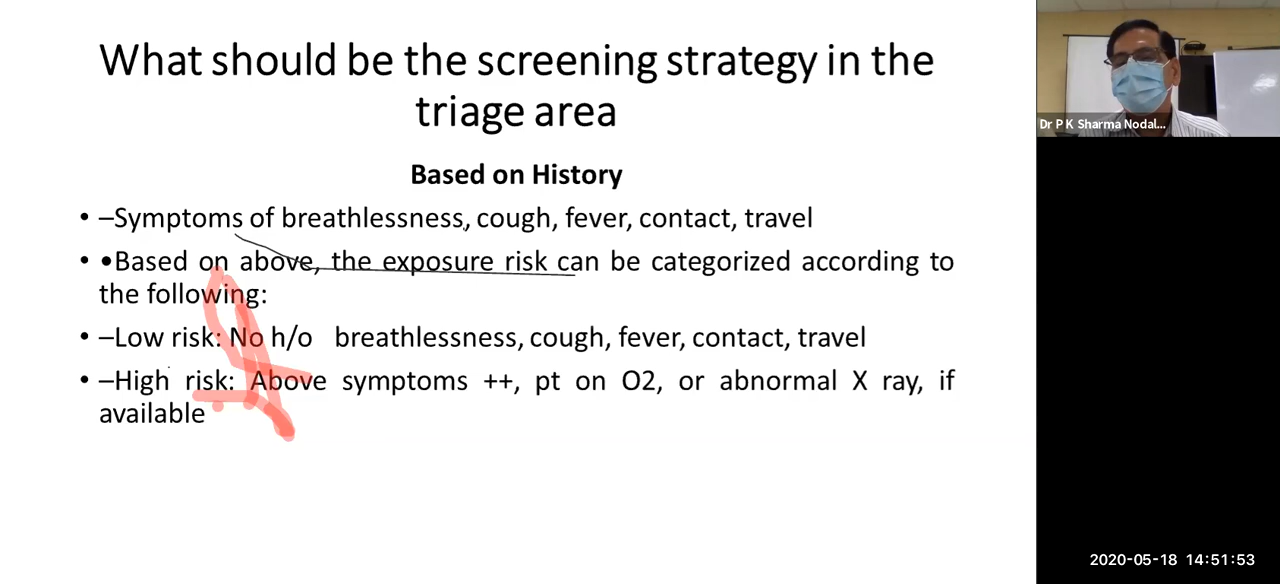 What should be the screening strategy in the
triage area
Based on History
• –Symptoms of breathlessness, cough, fever, contact, travel
• •Based on above, the exposure risk can be categorized according to
the following:
• –Low risk: No h/o breathlessness, cough, fever, contact, travel
• –High risk: Above symptoms ++, pt on O2, or abnormal X ray, if
available
Dr P K Sharma Nodal...
2020-05-18 14:51:53